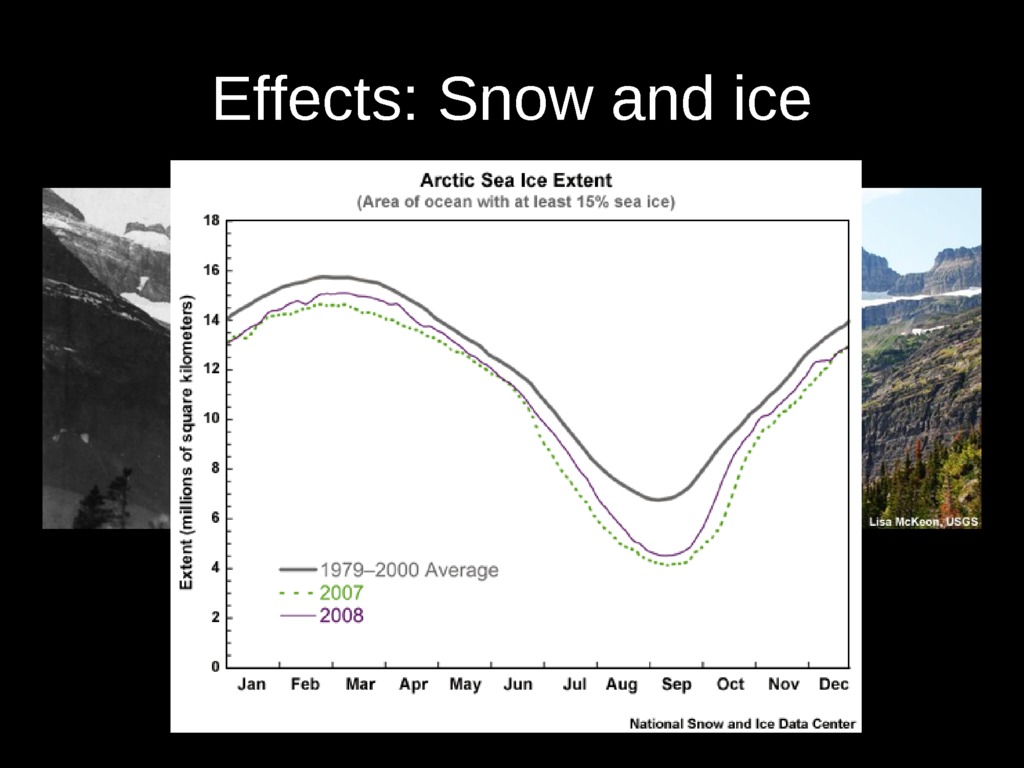 Effects: Snow and ice
Arctic Sea Ice Extent
(Area of ocean with at least 15% sea ice)
Extent (millions of square kilometers)
18
16
14
12
10
8
6
4
2
0
1979–2000 Average
2007
2008
Jan Feb Mar Apr May Jun Jul Aug Sep Oct Nov Dec
National Snow and Ice Data Center
Lisa McKeon, USGS